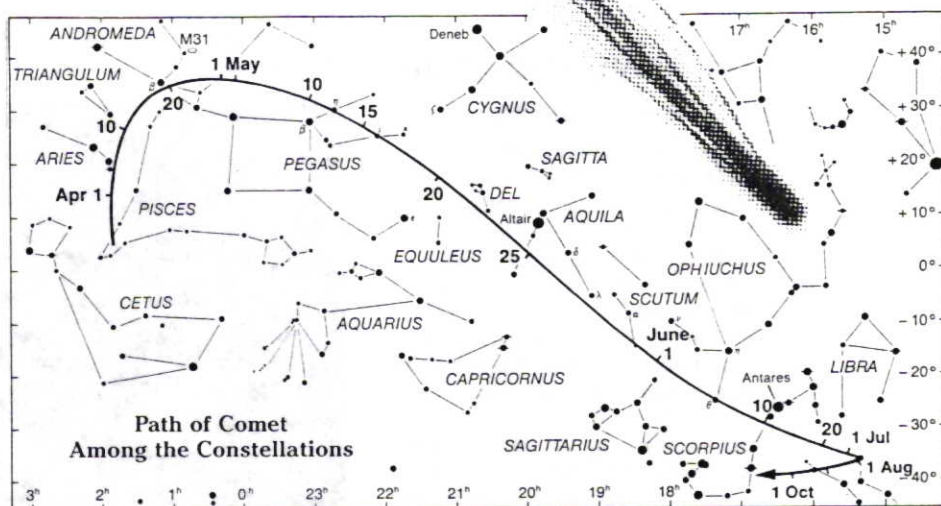 ANDROMEDA
M31
TRIANGULUM
β
20
1 May
10
η
15
ARIES
Apr 1
10
PISCES
β
PEGASUS
ε
20
Deneb
ζ
CYGNUS
SAGITTA
DEL
Altair
AQUILA
EQUULEUS
25
δ
λ
CETUS
AQUARIUS
CAPRICORNUS
SCUTUM
α
ν
June
1
OPHIUCHUS
η
θ
Antares
10
LIBRA
20
1 Jul
1 Aug
1 Oct
SAGITTARIUS
SCORPIUS
Path of Comet
Among the Constellations
17h
16h
15h
+40°
+30°
+20°
+10°
0°
-10°
-20°
-30°
-40°
3h
2h
1h
0h
23h
22h
21h
20h
19h
18h
17h
16h
15h